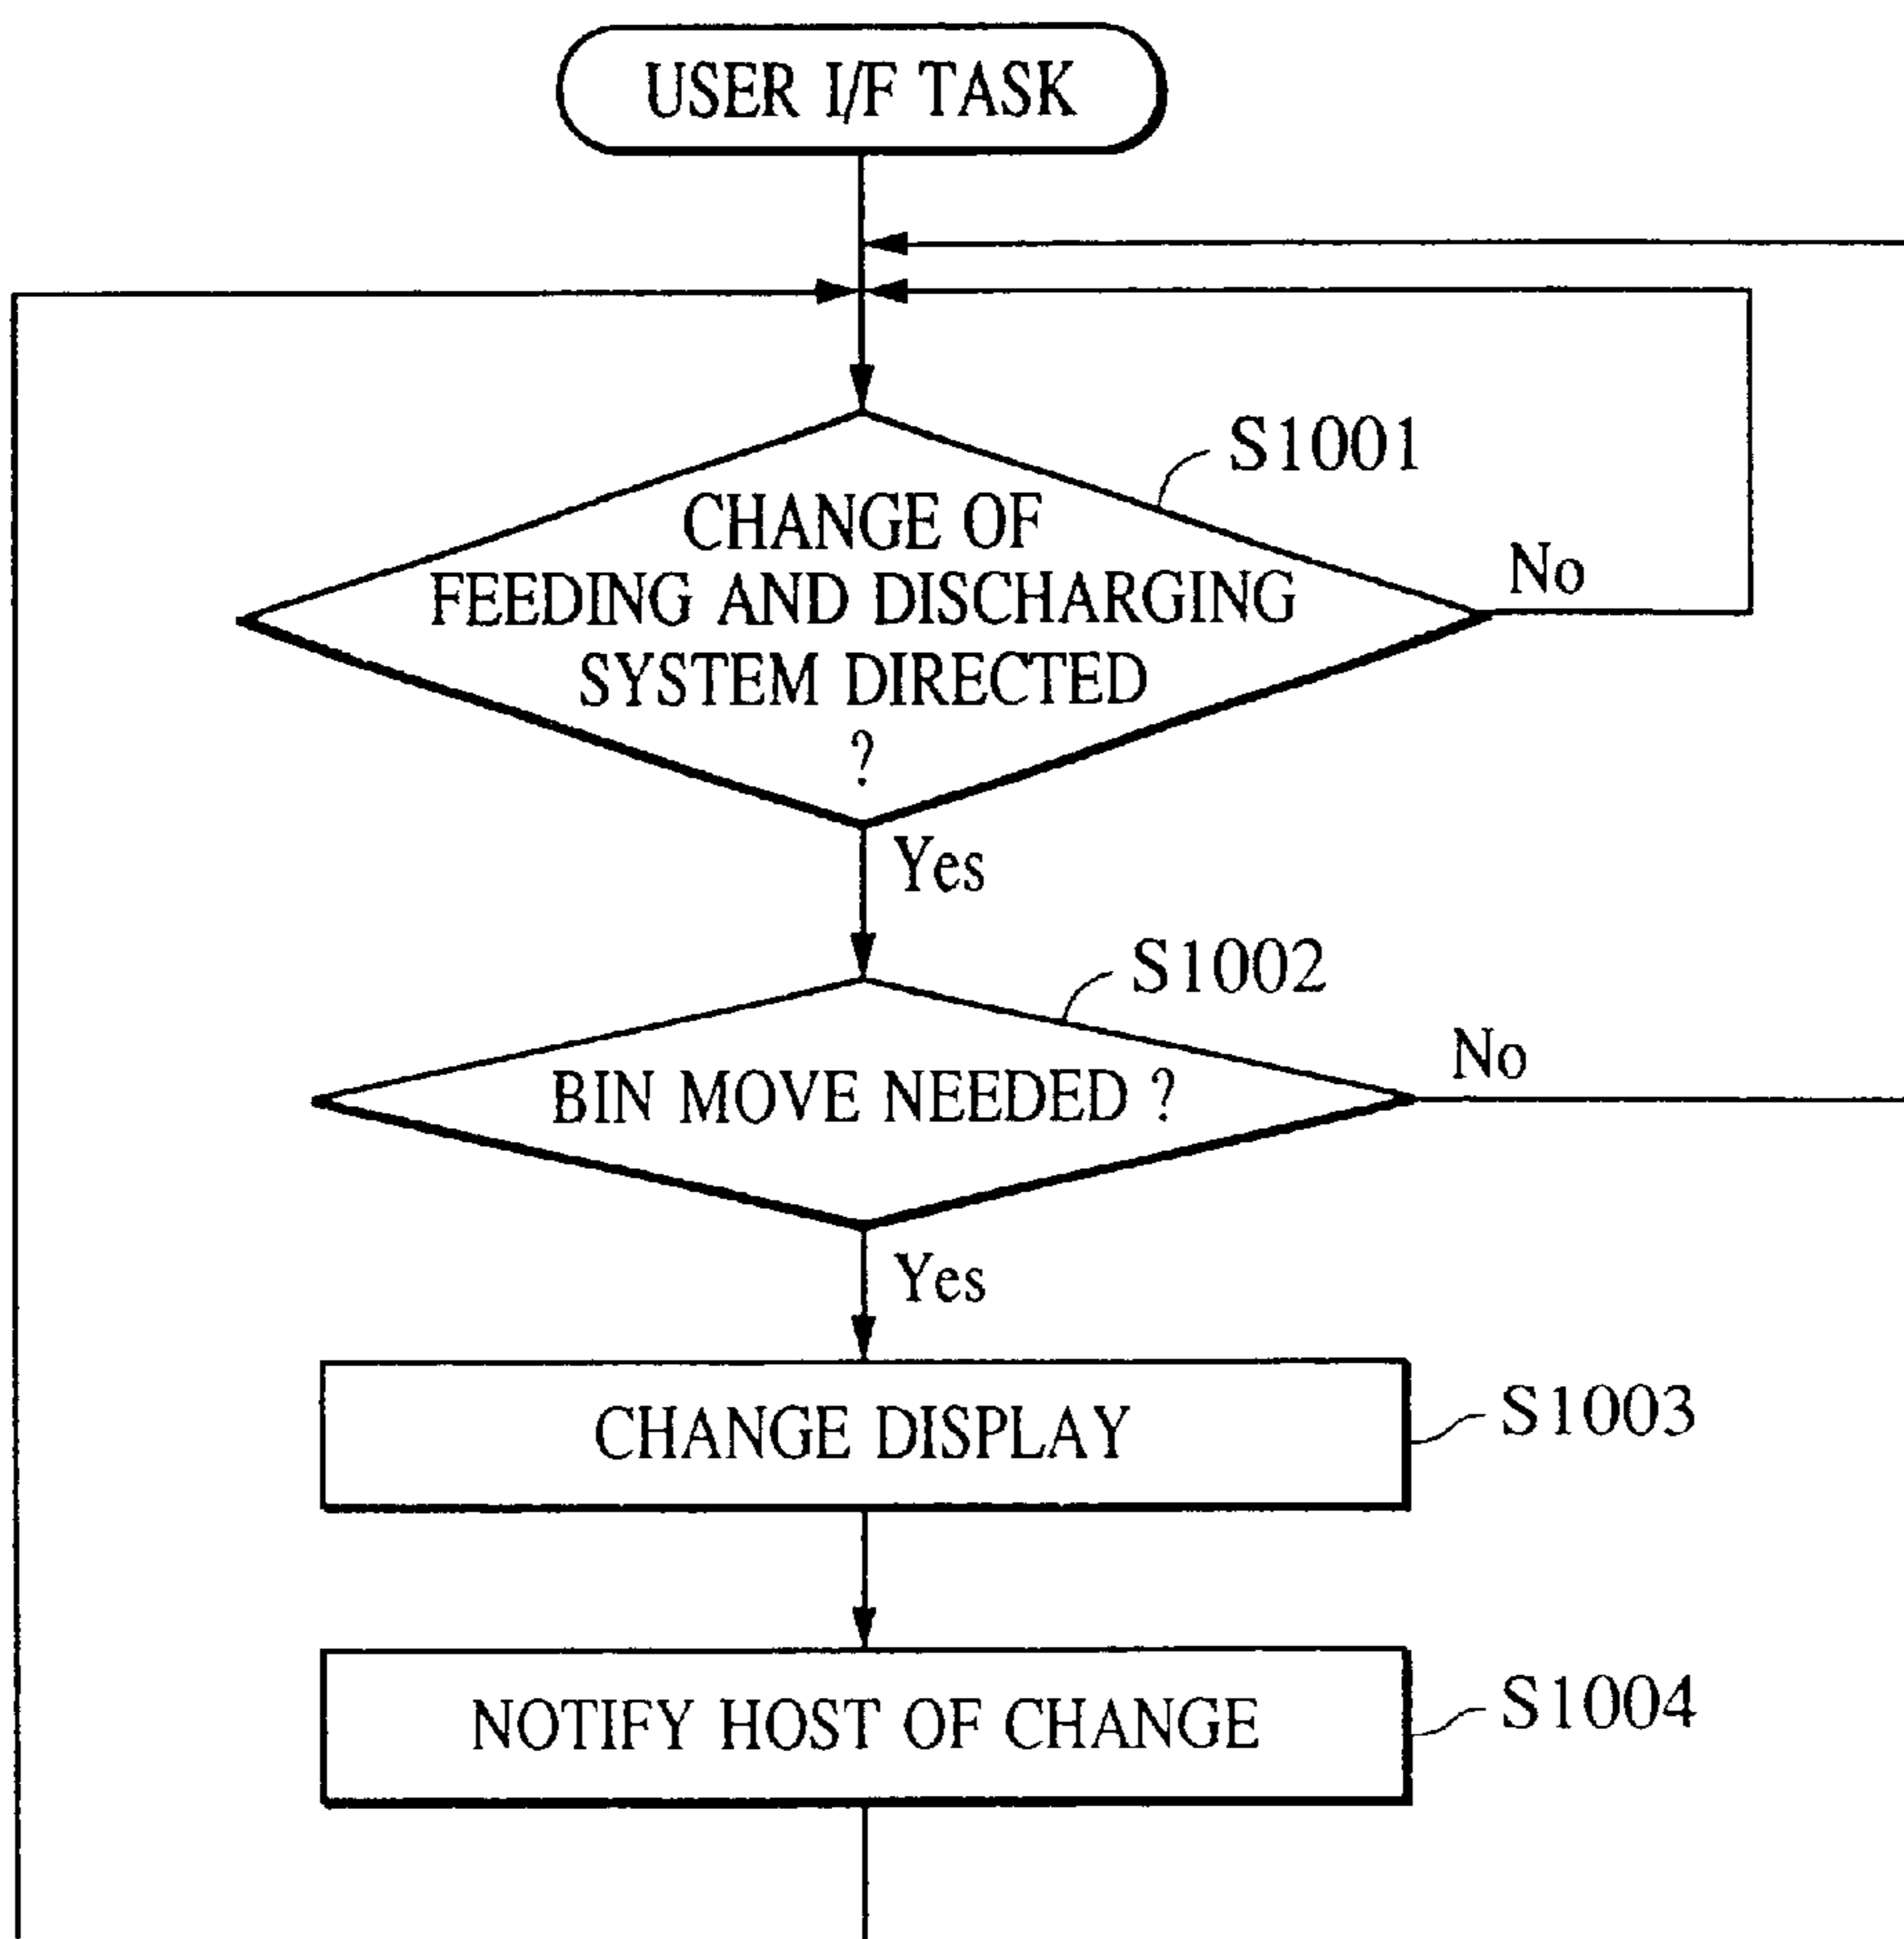 USER I/F TASK
S1001
CHANGE OF
FEEDING AND DISCHARGING
SYSTEM DIRECTED
?
No
Yes
S1002
BIN MOVE NEEDED ?
No
Yes
CHANGE DISPLAY
S1003
NOTIFY HOST OF CHANGE
S1004